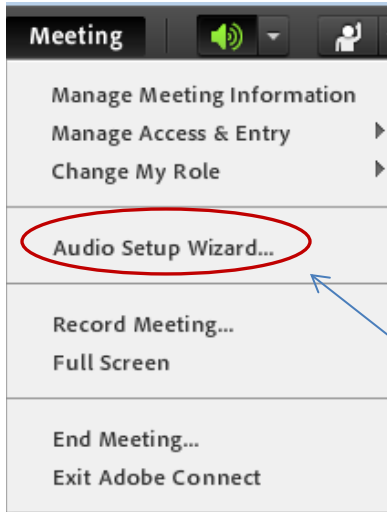 Meeting
Manage Meeting Information
Manage Access & Entry
Change My Role
Audio Setup Wizard...
Record Meeting...
Full Screen
End Meeting...
Exit Adobe Connect